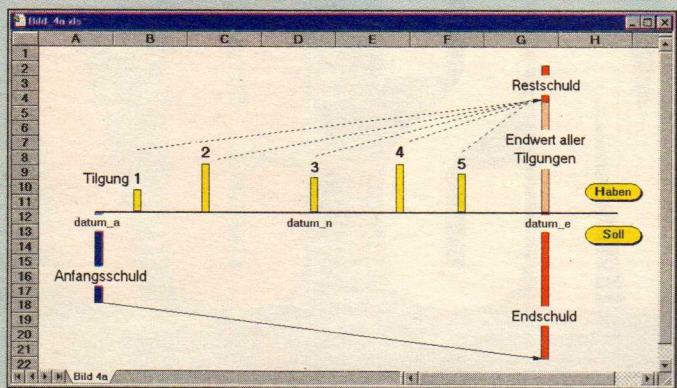 Bild_4a.xls
A B C D E F G H
1
2
3
Restschuld
4
5
6
7
Endwert aller
8
2
4
Tilgungen
9
Tilgung 1
3
5
10
Haben
11
12
datum_a
datum_n
datum_e
13
Soll
14
15
16
Anfangsschuld
17
18
19
Endschuld
20
21
22
Bild 4a